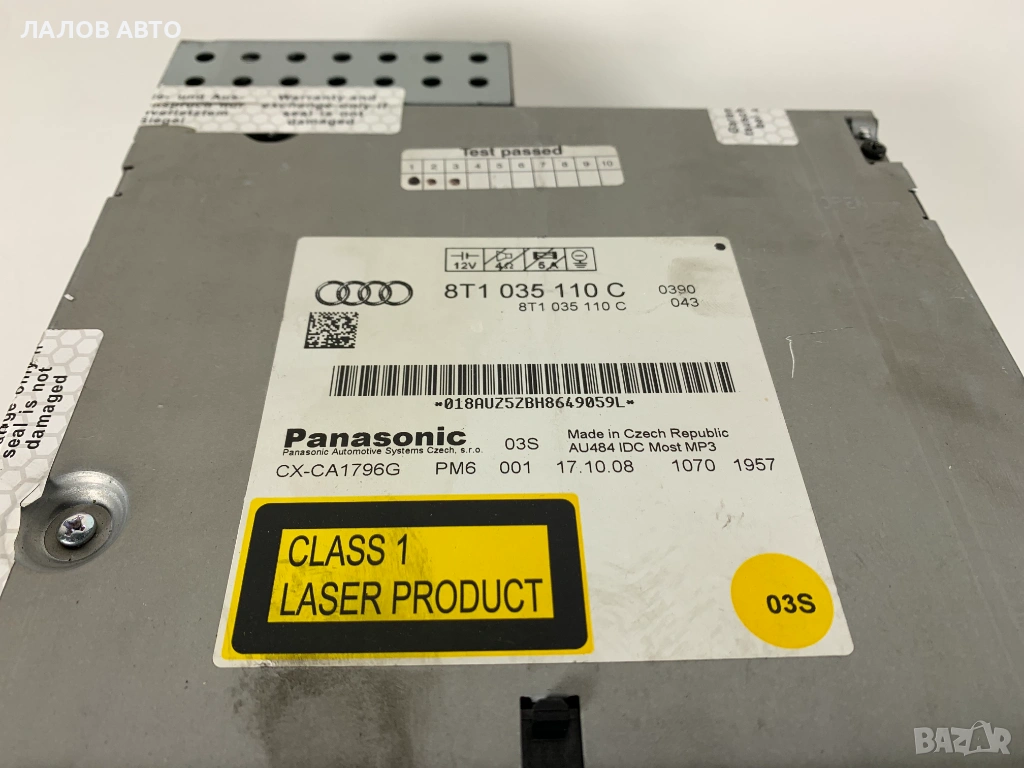 ЛАЛОВ АВТО
Warranty and
exchange only if
seal is not
damaged
Test passed
1 2 3 4 5 6 7 8 9 10
12V 4Ω 5A
8T1 035 110 C 0390
8T1 035 110 C 043
*018AUZ5ZBH8649059L*
Panasonic 03S Made in Czech Republic
Panasonic Automotive Systems Czech, s.r.o. AU484 IDC Most MP3
CX-CA1796G PM6 001 17.10.08 1070 1957
CLASS 1
LASER PRODUCT
03S
seal is not
damaged
BAZAR